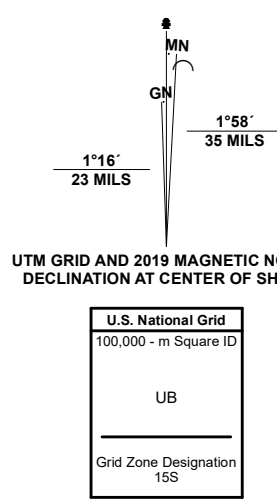 MN
GN
1°58´
35 MILS
1°16´
23 MILS
UTM GRID AND 2019 MAGNETIC N
DECLINATION AT CENTER OF SH
U.S. National Grid
100,000 - m Square ID
UB
Grid Zone Designation
15S